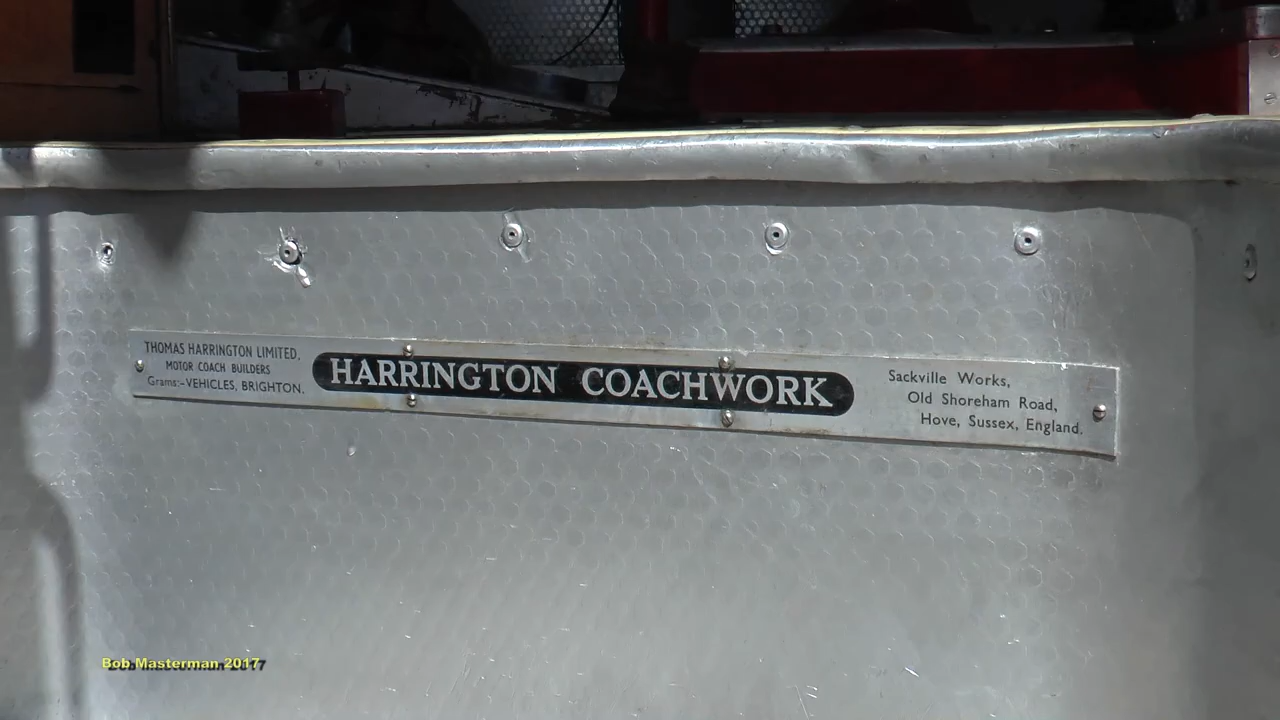 THOMAS HARRINGTON LIMITED,
MOTOR COACH BUILDERS
Grams:-VEHICLES, BRIGHTON.
HARRINGTON COACHWORK
Sackville Works,
Old Shoreham Road,
Hove, Sussex, England.
Bob Masterman 2017